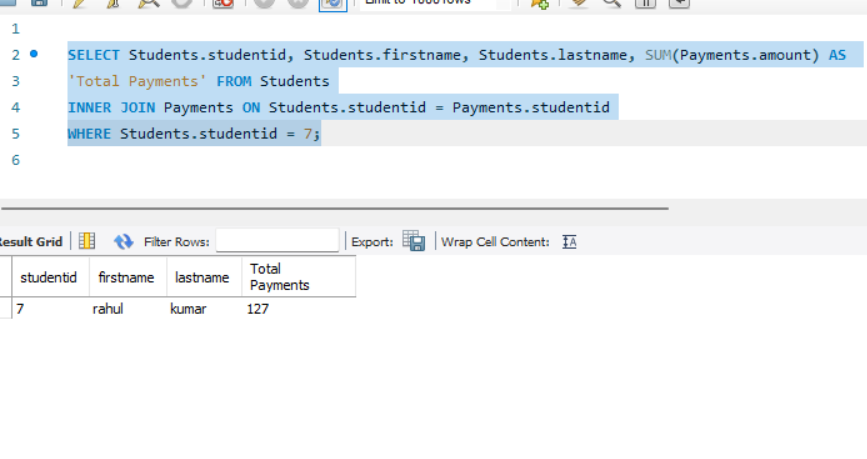 Limit to 1000 rows
1
2 SELECT Students.studentid, Students.firstname, Students.lastname, SUM(Payments.amount) AS
3 'Total Payments' FROM Students
4 INNER JOIN Payments ON Students.studentid = Payments.studentid
5 WHERE Students.studentid = 7;
6
Result Grid Filter Rows: Export: Wrap Cell Content: IA
studentid firstname lastname Total
Payments
7 rahul kumar 127